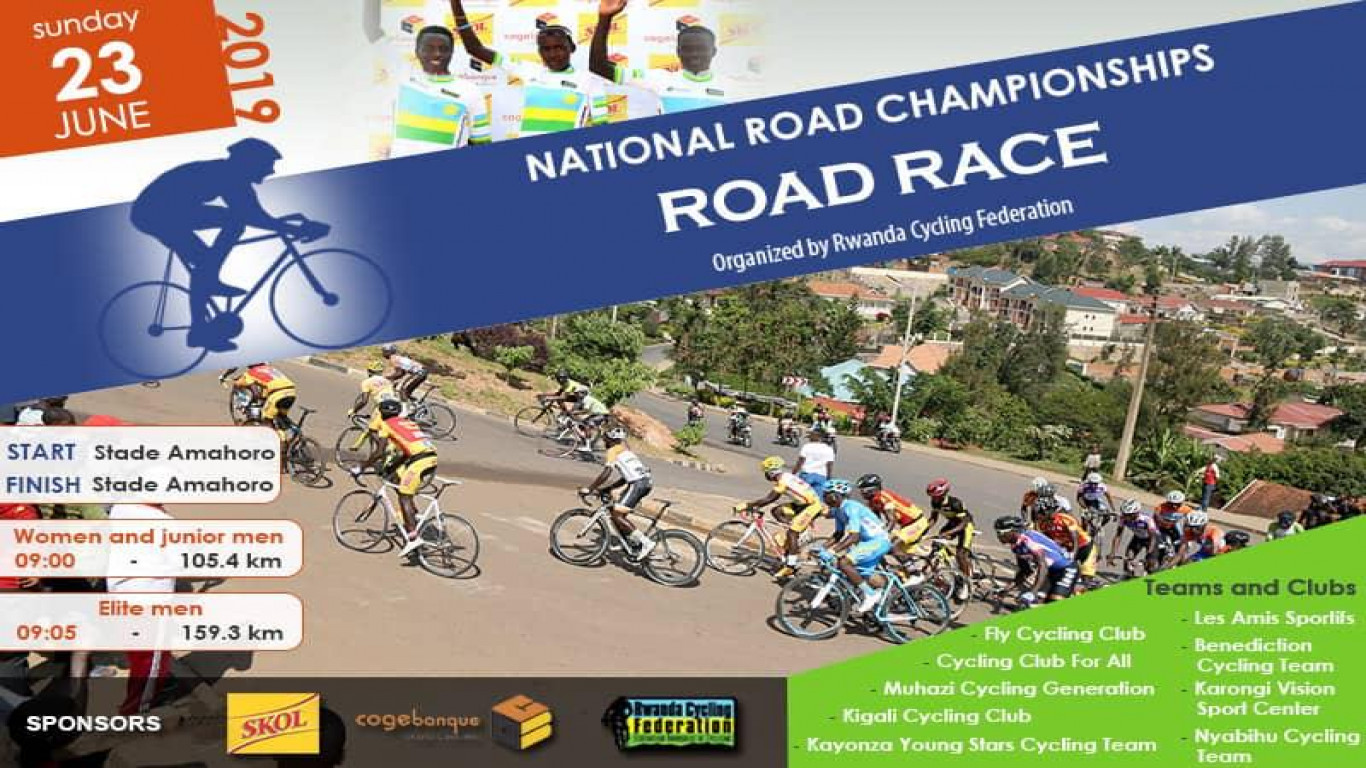 sunday
23
JUNE
2019
SKOL
cogebanque
SKOL
NATIONAL ROAD CHAMPIONSHIPS
ROAD RACE
Organized by Rwanda Cycling Federation
START Stade Amahoro
FINISH Stade Amahoro
Women and junior men
09:00 - 105.4 km
Elite men
09:05 - 159.3 km
Teams and Clubs
- Fly Cycling Club
- Cycling Club For All
- Muhazi Cycling Generation
- Kigali Cycling Club
- Kayonza Young Stars Cycling Team
- Les Amis Sportifs
- Benediction
Cycling Team
- Karongi Vision
Sport Center
- Nyabihu Cycling
Team
SPONSORS
SKOL
cogebanque
Rwanda Cycling
Federation